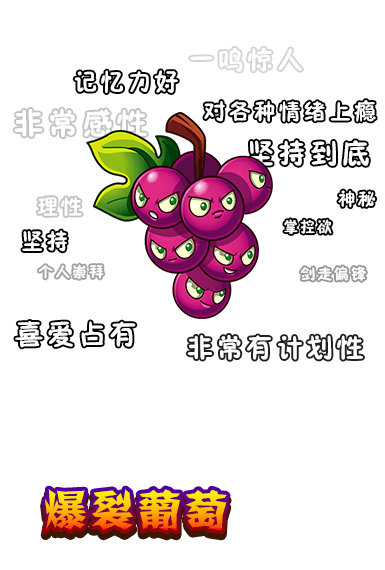 一鸣惊人
记忆力好
对各种情绪上瘾
非常感性
坚持到底
神秘
理性
掌控欲
坚持
个人崇拜
剑走偏锋
喜爱占有
非常有计划性
爆裂葡萄